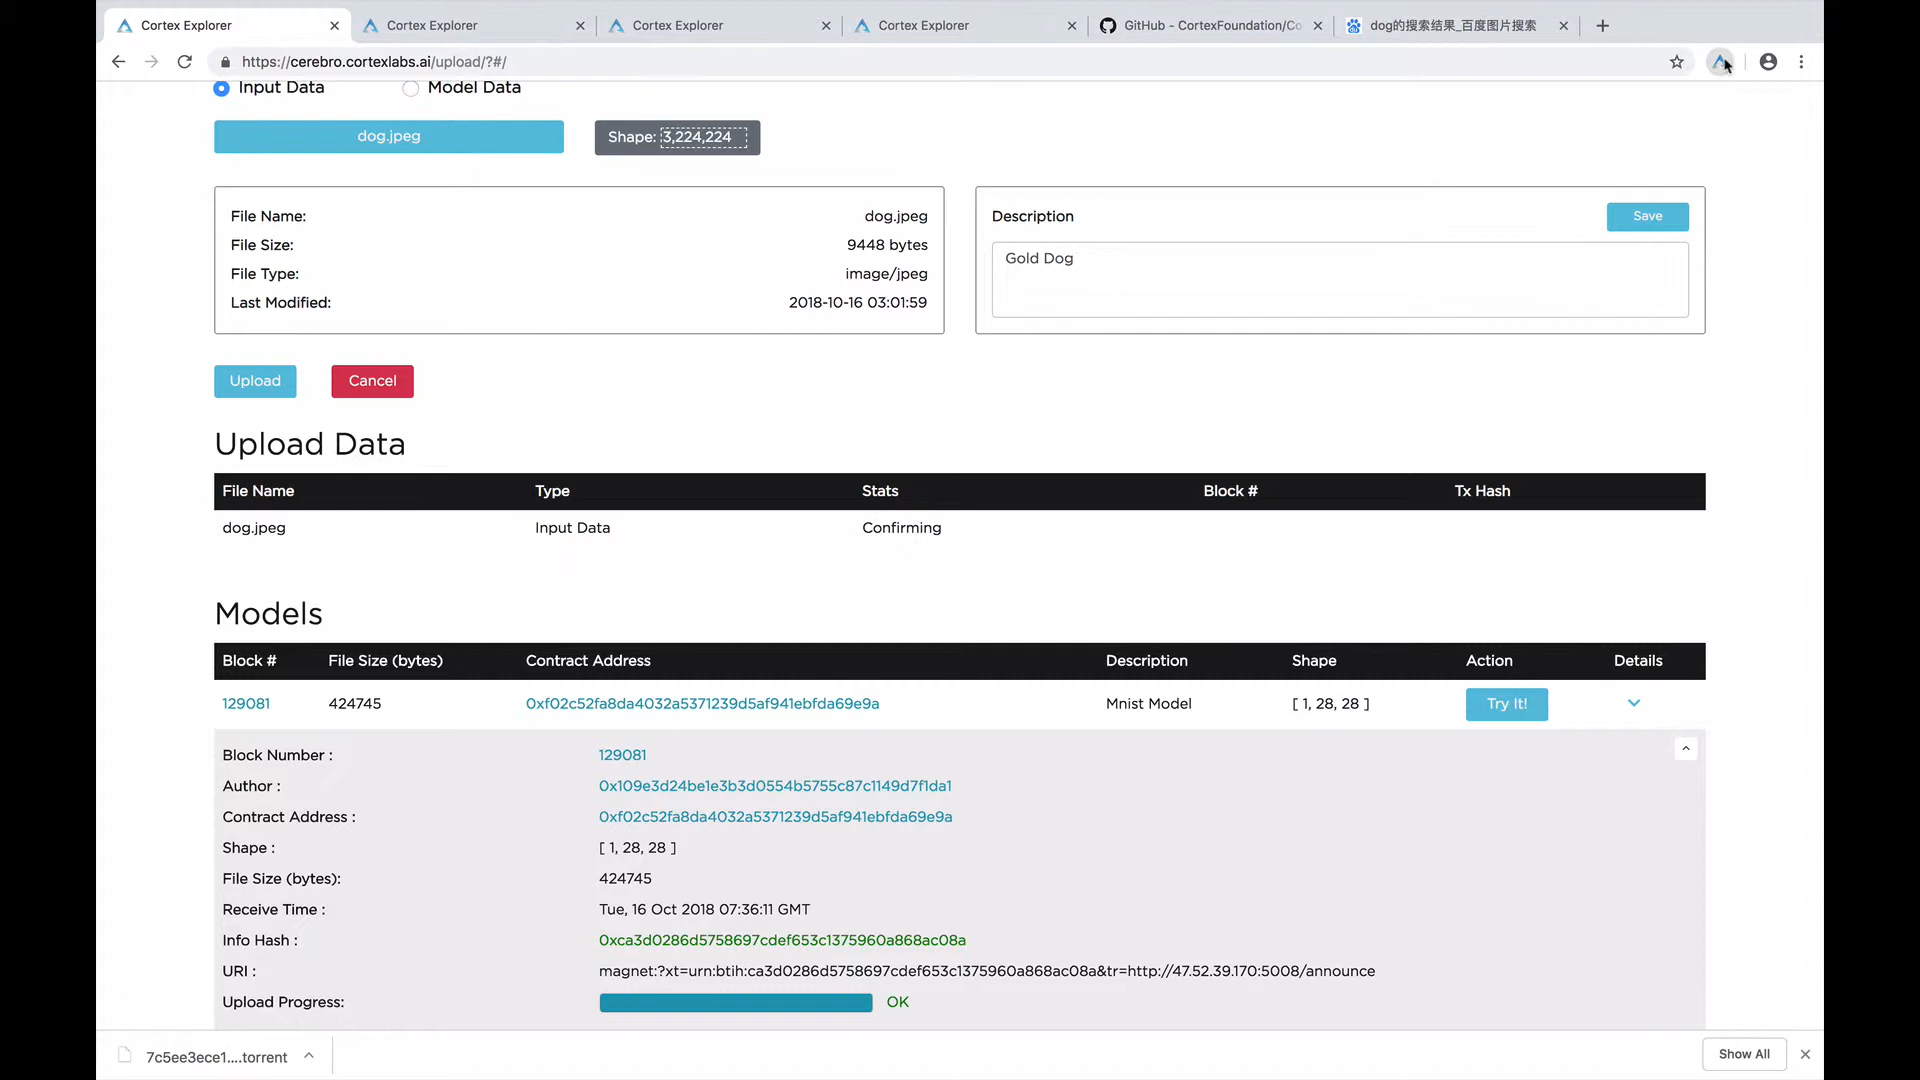 Cortex Explorer
Cortex Explorer
Cortex Explorer
Cortex Explorer
GitHub - CortexFoundation/Co
dog的搜索结果_百度图片搜索
https://cerebro.cortexlabs.ai/upload/?#/
Input Data
Model Data
dog.jpeg
Shape: 3,224,224
File Name: dog.jpeg
File Size: 9448 bytes
File Type: image/jpeg
Last Modified: 2018-10-16 03:01:59
Description
Save
Gold Dog
Upload
Cancel
Upload Data
File Name Type Stats Block # Tx Hash
dog.jpeg Input Data Confirming
Models
Block # File Size (bytes) Contract Address Description Shape Action Details
129081 424745 0xf02c52fa8da4032a5371239d5af941ebfda69e9a Mnist Model [ 1, 28, 28 ] Try It!
Block Number : 129081
Author : 0x109e3d24be1e3b3d0554b5755c87c1149d7f1da1
Contract Address : 0xf02c52fa8da4032a5371239d5af941ebfda69e9a
Shape : [ 1, 28, 28 ]
File Size (bytes): 424745
Receive Time : Tue, 16 Oct 2018 07:36:11 GMT
Info Hash : 0xca3d0286d5758697cdef653c1375960a868ac08a
URI : magnet:?xt=urn:btih:ca3d0286d5758697cdef653c1375960a868ac08a&tr=http://47.52.39.170:5008/announce
Upload Progress: OK
7c5ee3ece1....torrent
Show All